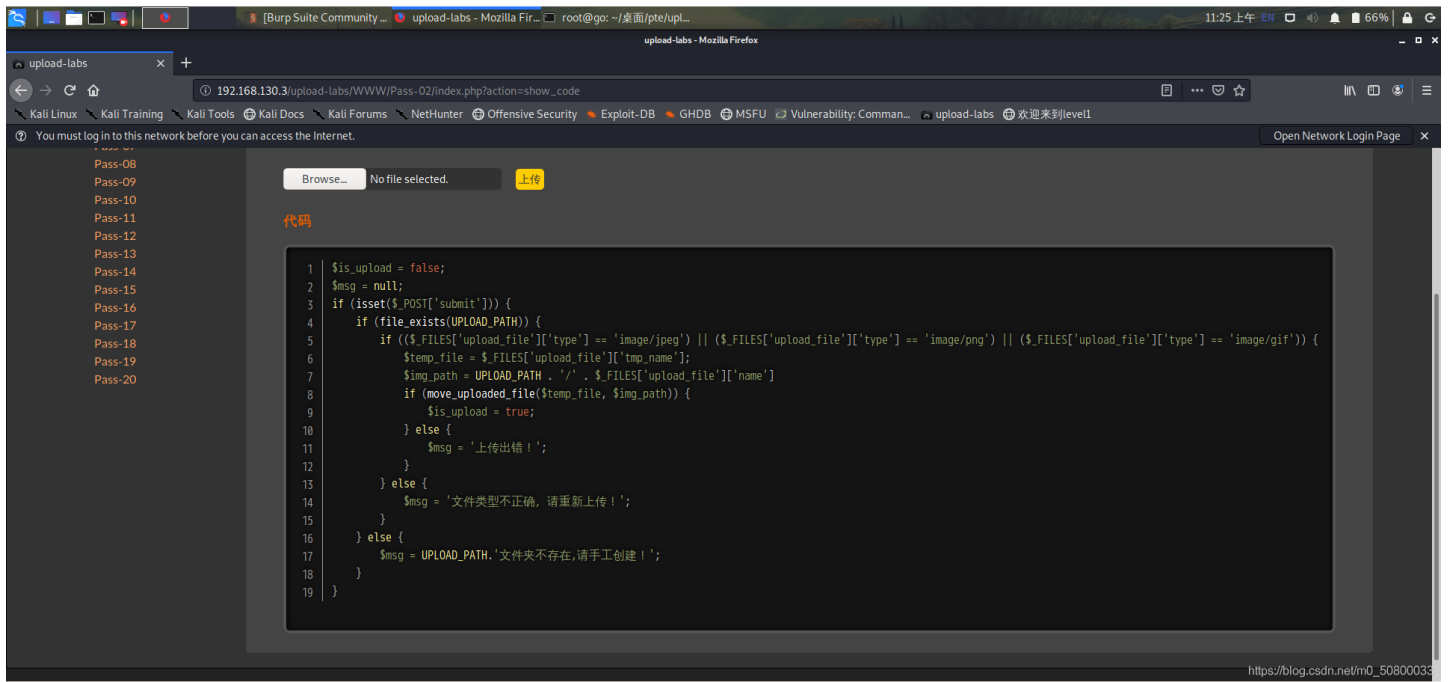 [Burp Suite Community ... upload-labs - Mozilla Fir... root@go: ~/桌面/pte/upl... 11:25 上午 EN 66%
upload-labs - Mozilla Firefox
upload-labs
192.168.130.3/upload-labs/WWW/Pass-02/index.php?action=show_code
Kali Linux Kali Training Kali Tools Kali Docs Kali Forums NetHunter Offensive Security Exploit-DB GHDB MSFU Vulnerability: Comman... upload-labs 欢迎来到level1
You must log in to this network before you can access the Internet. Open Network Login Page
Pass-07
Pass-08
Pass-09
Pass-10
Pass-11
Pass-12
Pass-13
Pass-14
Pass-15
Pass-16
Pass-17
Pass-18
Pass-19
Pass-20
Browse... No file selected. 上传
代码
1 $is_upload = false;
2 $msg = null;
3 if (isset($_POST['submit'])) {
4     if (file_exists(UPLOAD_PATH)) {
5         if (($_FILES['upload_file']['type'] == 'image/jpeg') || ($_FILES['upload_file']['type'] == 'image/png') || ($_FILES['upload_file']['type'] == 'image/gif')) {
6             $temp_file = $_FILES['upload_file']['tmp_name'];
7             $img_path = UPLOAD_PATH . '/' . $_FILES['upload_file']['name']
8             if (move_uploaded_file($temp_file, $img_path)) {
9                 $is_upload = true;
10             } else {
11                 $msg = '上传出错！';
12             }
13         } else {
14             $msg = '文件类型不正确，请重新上传！';
15         }
16     } else {
17         $msg = UPLOAD_PATH.'文件夹不存在,请手工创建！';
18     }
19 }
https://blog.csdn.net/m0_50800033